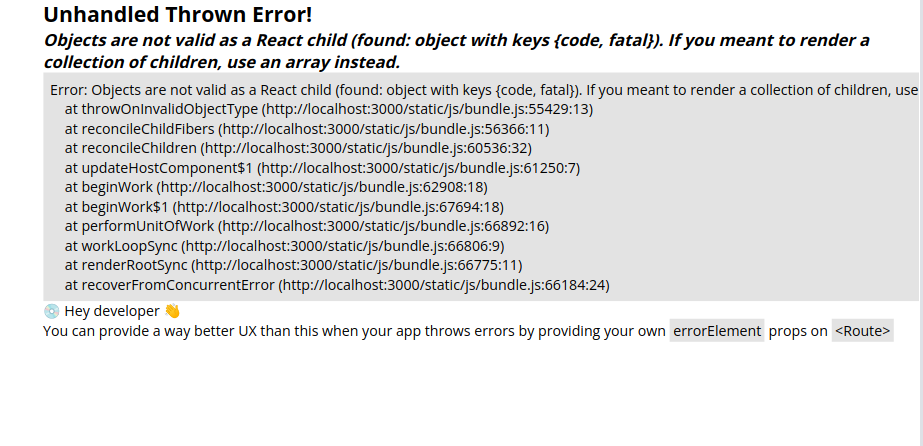 Unhandled Thrown Error!
Objects are not valid as a React child (found: object with keys {code, fatal}). If you meant to render a
collection of children, use an array instead.
Error: Objects are not valid as a React child (found: object with keys {code, fatal}). If you meant to render a collection of children, use
at throwOnInvalidObjectType (http://localhost:3000/static/js/bundle.js:55429:13)
at reconcileChildFibers (http://localhost:3000/static/js/bundle.js:56366:11)
at reconcileChildren (http://localhost:3000/static/js/bundle.js:60536:32)
at updateHostComponent$1 (http://localhost:3000/static/js/bundle.js:61250:7)
at beginWork (http://localhost:3000/static/js/bundle.js:62908:18)
at beginWork$1 (http://localhost:3000/static/js/bundle.js:67694:18)
at performUnitOfWork (http://localhost:3000/static/js/bundle.js:66892:16)
at workLoopSync (http://localhost:3000/static/js/bundle.js:66806:9)
at renderRootSync (http://localhost:3000/static/js/bundle.js:66775:11)
at recoverFromConcurrentError (http://localhost:3000/static/js/bundle.js:66184:24)
💿 Hey developer 👋
You can provide a way better UX than this when your app throws errors by providing your own errorElement props on <Route>